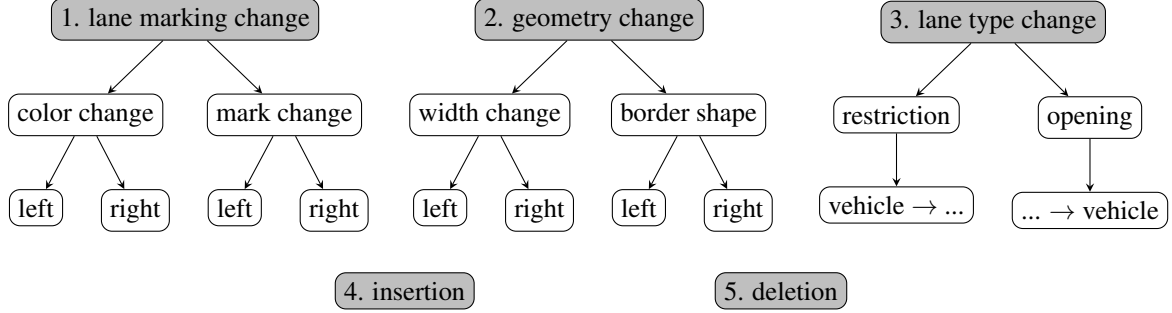 1. lane marking change
2. geometry change
3. lane type change
color change
mark change
width change
border shape
restriction
opening
left
right
left
right
left
right
left
right
vehicle → ...
... → vehicle
4. insertion
5. deletion